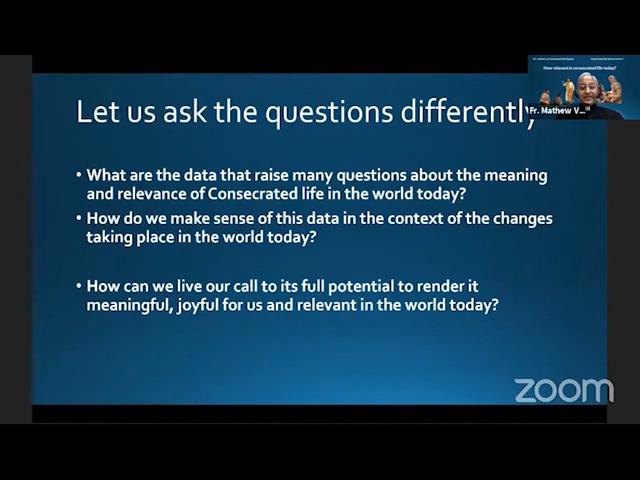 How relevant is consecrated life today?
Fr. Mathew V...
Let us ask the questions differently
• What are the data that raise many questions about the meaning
and relevance of Consecrated life in the world today?
• How do we make sense of this data in the context of the changes
taking place in the world today?
• How can we live our call to its full potential to render it
meaningful, joyful for us and relevant in the world today?
zoom